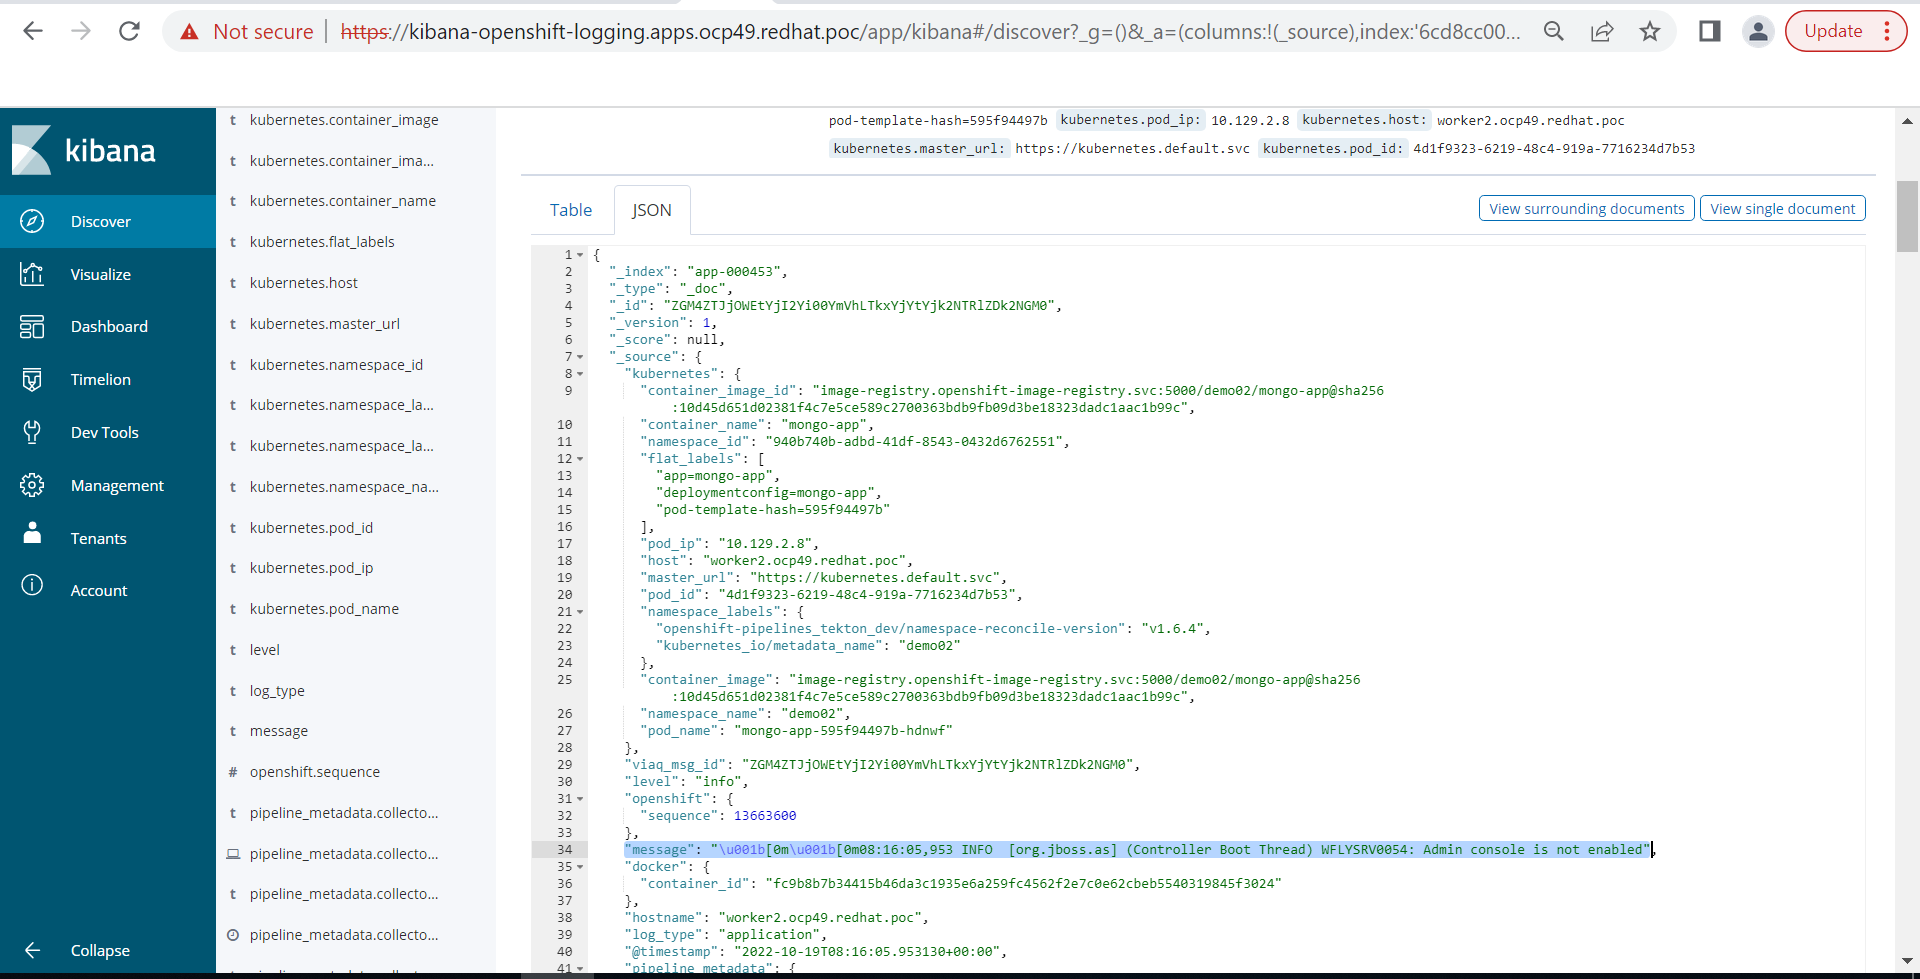 Not secure https://kibana-openshift-logging.apps.ocp49.redhat.poc/app/kibana#/discover?_g=()&_a=(columns:!(_source),index:'6cd8cc00... Update
kibana
Discover
Visualize
Dashboard
Timelion
Dev Tools
Management
Tenants
Account
Collapse
t kubernetes.container_image
t kubernetes.container_ima...
t kubernetes.container_name
t kubernetes.flat_labels
t kubernetes.host
t kubernetes.master_url
t kubernetes.namespace_id
t kubernetes.namespace_la...
t kubernetes.namespace_la...
t kubernetes.namespace_na...
t kubernetes.pod_id
t kubernetes.pod_ip
t kubernetes.pod_name
t level
t log_type
t message
# openshift.sequence
t pipeline_metadata.collecto...
pipeline_metadata.collecto...
t pipeline_metadata.collecto...
pipeline_metadata.collecto...
pod-template-hash=595f94497b kubernetes.pod_ip: 10.129.2.8 kubernetes.host: worker2.ocp49.redhat.poc
kubernetes.master_url: https://kubernetes.default.svc kubernetes.pod_id: 4d1f9323-6219-48c4-919a-7716234d7b53
Table JSON View surrounding documents View single document
1 {
2 "_index": "app-000453",
3 "_type": "_doc",
4 "_id": "ZGM4ZTJjOWEtYjI2Yi00YmVhLTkxYjYtYjk2NTRlZDk2NGM0",
5 "_version": 1,
6 "_score": null,
7 "_source": {
8 "kubernetes": {
9 "container_image_id": "image-registry.openshift-image-registry.svc:5000/demo02/mongo-app@sha256
:10d45d651d02381f4c7e5ce589c2700363bdb9fb09d3be18323dadc1aac1b99c",
10 "container_name": "mongo-app",
11 "namespace_id": "940b740b-adbd-41df-8543-0432d6762551",
12 "flat_labels": [
13 "app=mongo-app",
14 "deploymentconfig=mongo-app",
15 "pod-template-hash=595f94497b"
16 ],
17 "pod_ip": "10.129.2.8",
18 "host": "worker2.ocp49.redhat.poc",
19 "master_url": "https://kubernetes.default.svc",
20 "pod_id": "4d1f9323-6219-48c4-919a-7716234d7b53",
21 "namespace_labels": {
22 "openshift-pipelines_tekton_dev/namespace-reconcile-version": "v1.6.4",
23 "kubernetes_io/metadata_name": "demo02"
24 },
25 "container_image": "image-registry.openshift-image-registry.svc:5000/demo02/mongo-app@sha256
:10d45d651d02381f4c7e5ce589c2700363bdb9fb09d3be18323dadc1aac1b99c",
26 "namespace_name": "demo02",
27 "pod_name": "mongo-app-595f94497b-hdnwf"
28 },
29 "viaq_msg_id": "ZGM4ZTJjOWEtYjI2Yi00YmVhLTkxYjYtYjk2NTRlZDk2NGM0",
30 "level": "info",
31 "openshift": {
32 "sequence": 13663600
33 },
34 "message": "\u001b[0m\u001b[0m08:16:05,953 INFO  [org.jboss.as] (Controller Boot Thread) WFLYSRV0054: Admin console is not enabled",
35 "docker": {
36 "container_id": "fc9b8b7b34415b46da3c1935e6a259fc4562f2e7c0e62cbeb5540319845f3024"
37 },
38 "hostname": "worker2.ocp49.redhat.poc",
39 "log_type": "application",
40 "@timestamp": "2022-10-19T08:16:05.953130+00:00",
41 "pipeline_metadata": {